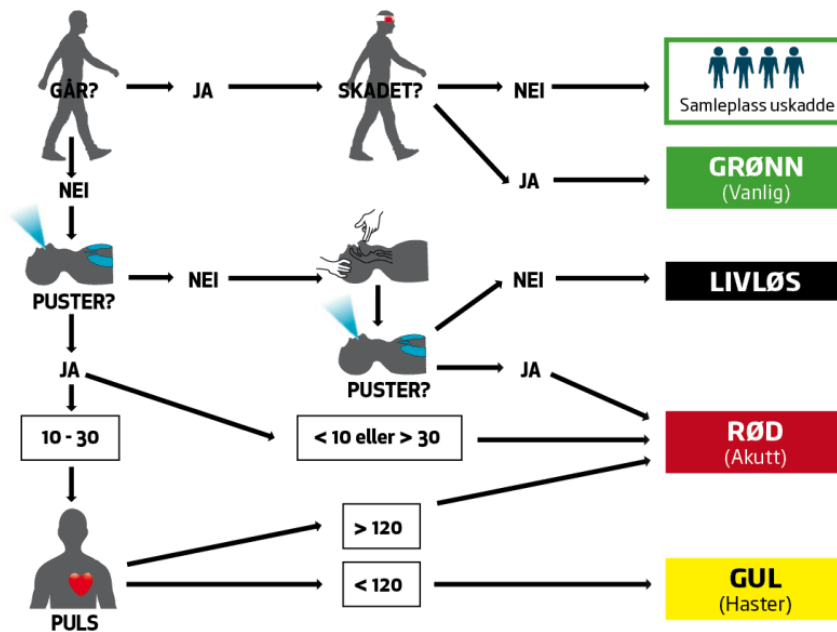 GÅR?
JA
SKADET?
NEI
Samleplass uskadde
NEI
JA
GRØNN
(Vanlig)
PUSTER?
NEI
NEI
LIVLØS
PUSTER?
JA
JA
10 - 30
< 10 eller > 30
RØD
(Akutt)
> 120
PULS
< 120
GUL
(Haster)